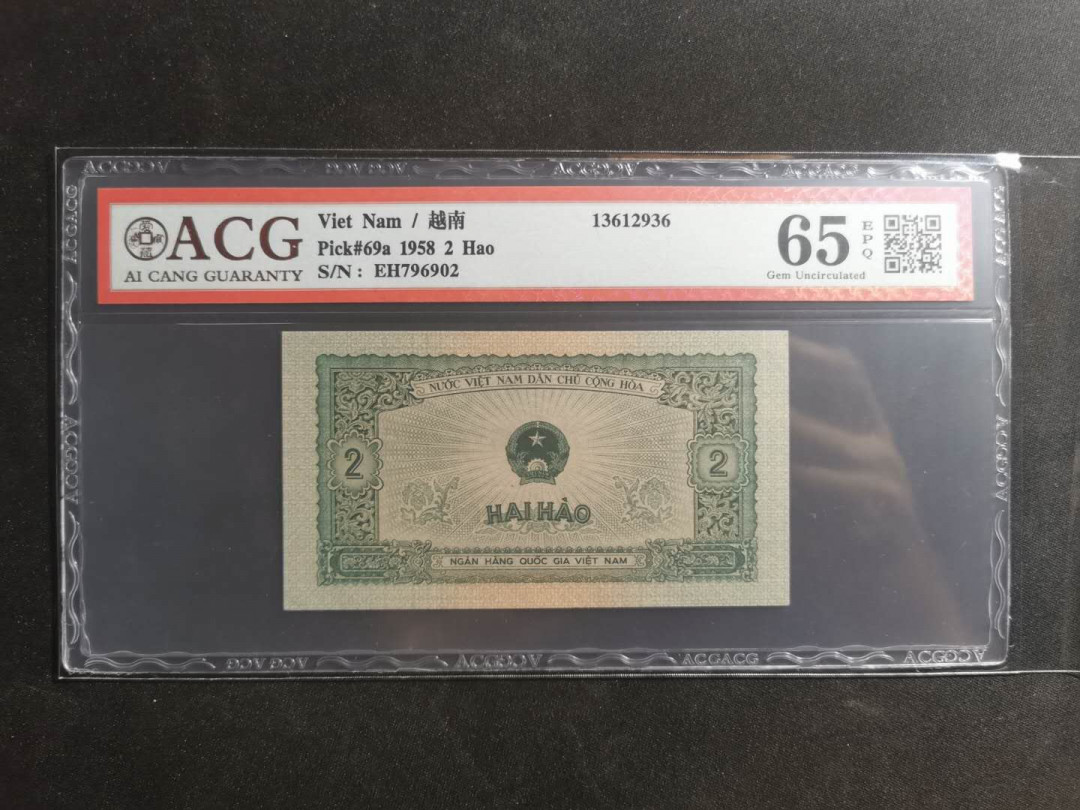 ACG
AI CANG GUARANTY
Viet Nam / 越南
Pick#69a 1958 2 Hao
S/N: EH796902
13612936
65
EPQ
Gem Uncirculated
NƯỚC VIỆT NAM DÂN CHỦ CỘNG HÒA
2
2
HAI HÀO
NGÂN HÀNG QUỐC GIA VIỆT NAM
ACGACG